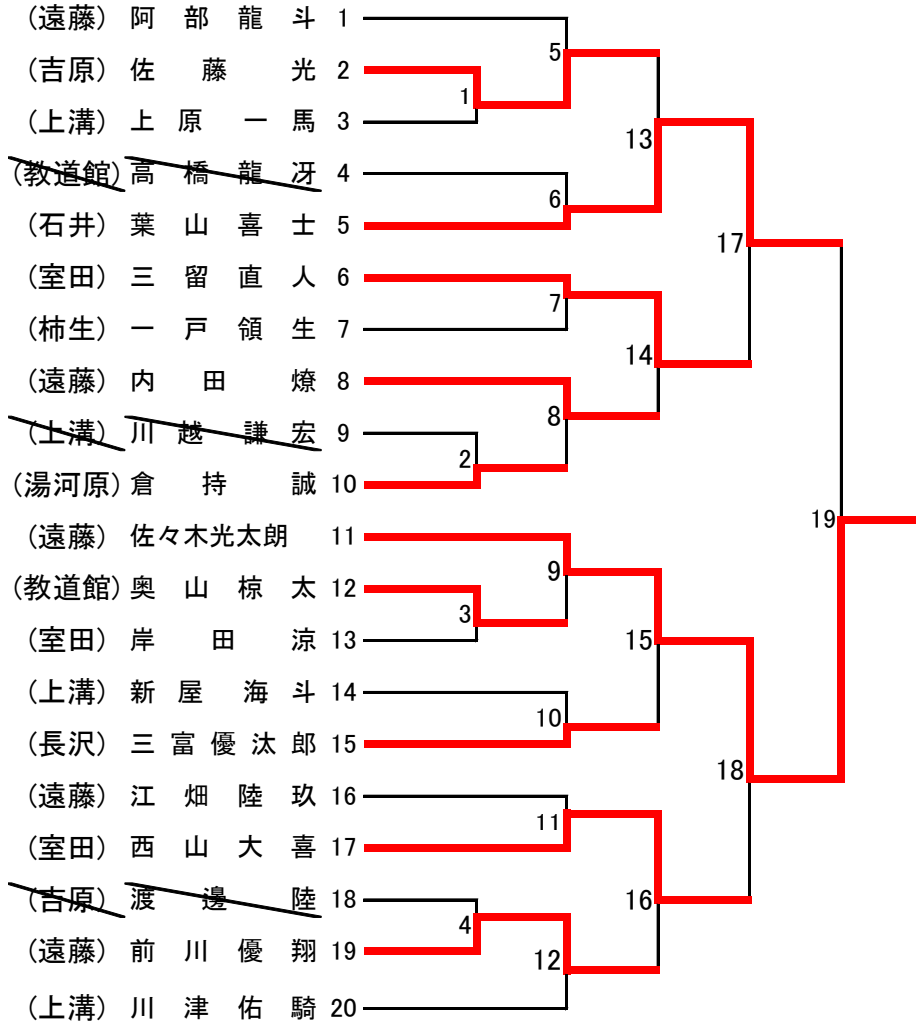 (遠藤) 阿部龍斗 1
5
(吉原) 佐藤光 2
1
(上溝) 上原一馬 3
13
(教道館) 高橋龍冴 4
6
(石井) 葉山喜士 5
17
(室田) 三留直人 6
7
(柿生) 一戸領生 7
14
(遠藤) 内田燎 8
8
(上溝) 川越謙宏 9
2
(湯河原) 倉持誠 10
19
(遠藤) 佐々木光太朗 11
9
(教道館) 奥山椋太 12
3
(室田) 岸田涼 13
15
(上溝) 新屋海斗 14
10
(長沢) 三富優汰郎 15
18
(遠藤) 江畑陸玖 16
11
(室田) 西山大喜 17
(吉原) 渡邊陸 18
16
4
(遠藤) 前川優翔 19
12
(上溝) 川津佑騎 20